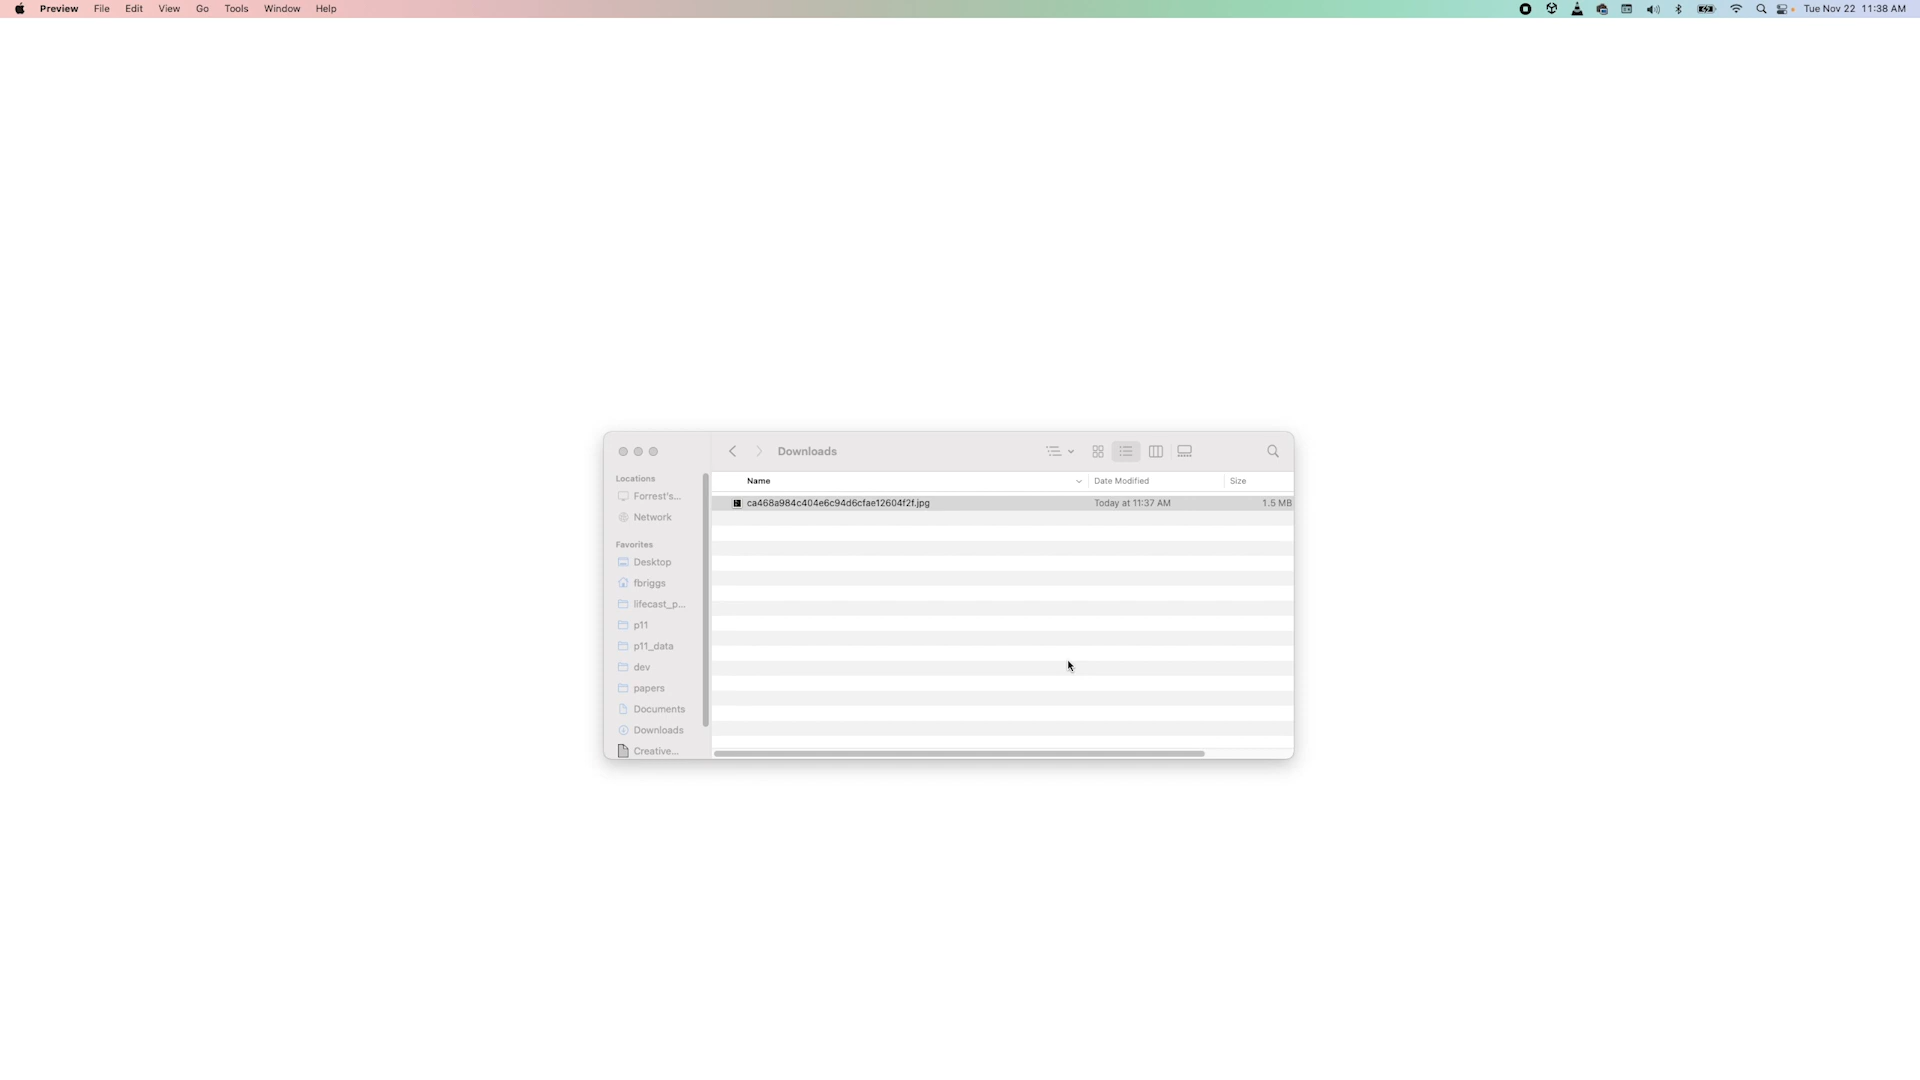 Preview File Edit View Go Tools Window Help Tue Nov 22 11:38 AM
Downloads
Locations
Forrest's...
Network
Favorites
Desktop
fbriggs
lifecast_p...
p11
p11_data
dev
papers
Documents
Downloads
Creative...
Name Date Modified Size
ca468a984c404e6c94d6cfae12604f2f.jpg Today at 11:37 AM 1.5 MB